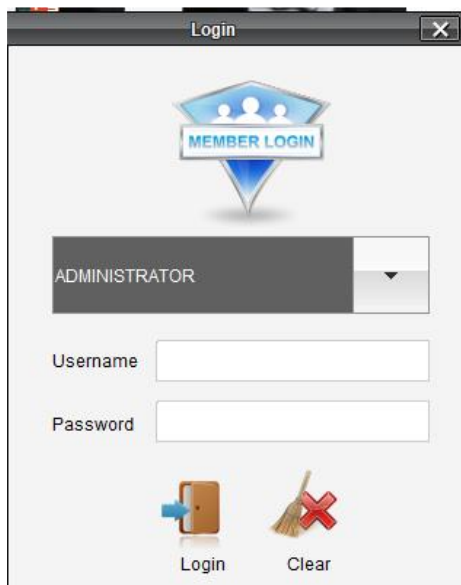 Login
MEMBER LOGIN
ADMINISTRATOR
Username
Password
Login Clear